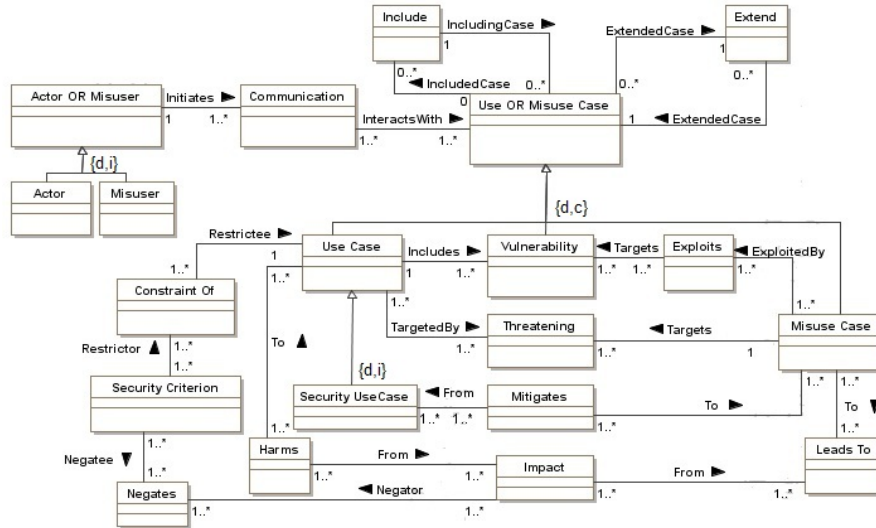 Include
IncludingCase
1
0..*
0..*
IncludedCase
0
Extend
ExtendedCase
1
0..*
0..*
1
ExtendedCase
Actor OR Misuser
Initiates
1
1..*
Communication
InteractsWith
1..*
1..*
Use OR Misuse Case
{d,i}
Actor
Misuser
{d,c}
Restrictee
1..*
1
Use Case
Includes
1
1..*
Vulnerability
Targets
1..*
1..*
Exploits
ExploitedBy
1..*
1..*
1..*
Constraint Of
1..*
Restrictor
1..*
1..*
To
TargetedBy
1..*
Threatening
Targets
1..*
1
Misuse Case
{d,i}
Security Criterion
Security UseCase
From
1..*
1..*
Mitigates
1..*
To
1..*
1..*
To
1..*
1..*
Negatee
1..*
1..*
Harms
From
1..*
1..*
Impact
From
1..*
1..*
Leads To
Negates
1..*
Negator
1..*